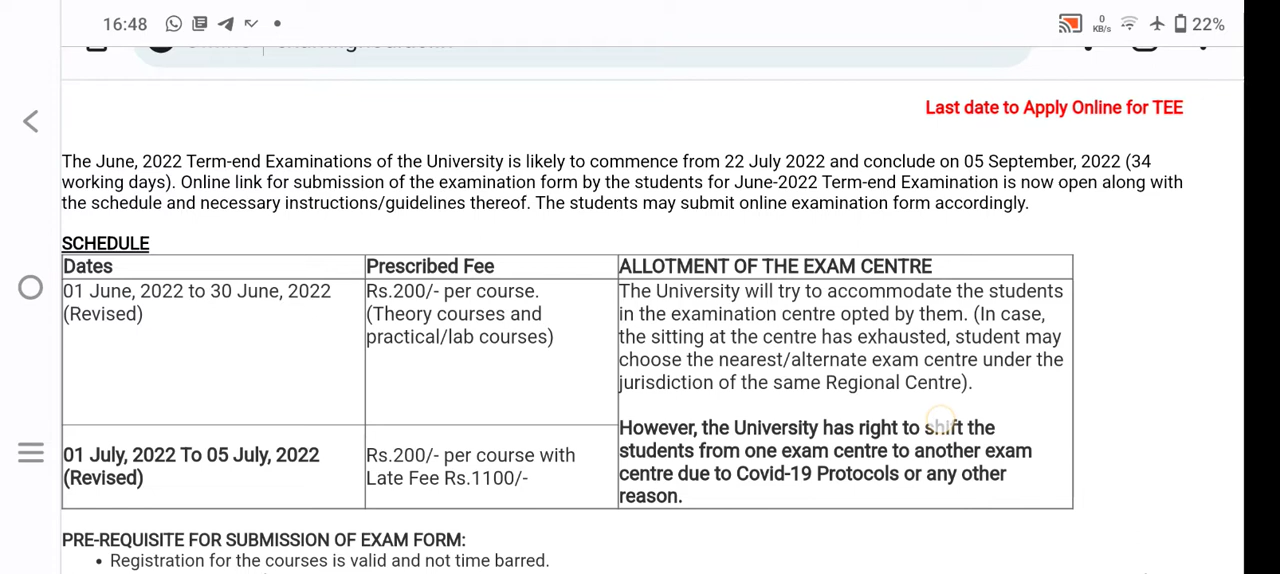 16:48
0
KB/s
22%
Last date to Apply Online for TEE
The June, 2022 Term-end Examinations of the University is likely to commence from 22 July 2022 and conclude on 05 September, 2022 (34
working days). Online link for submission of the examination form by the students for June-2022 Term-end Examination is now open along with
the schedule and necessary instructions/guidelines thereof. The students may submit online examination form accordingly.
SCHEDULE
Dates
Prescribed Fee
ALLOTMENT OF THE EXAM CENTRE
01 June, 2022 to 30 June, 2022
(Revised)
Rs.200/- per course.
(Theory courses and
practical/lab courses)
The University will try to accommodate the students
in the examination centre opted by them. (In case,
the sitting at the centre has exhausted, student may
choose the nearest/alternate exam centre under the
jurisdiction of the same Regional Centre).
However, the University has right to shift the
students from one exam centre to another exam
centre due to Covid-19 Protocols or any other
reason.
01 July, 2022 To 05 July, 2022
(Revised)
Rs.200/- per course with
Late Fee Rs.1100/-
PRE-REQUISITE FOR SUBMISSION OF EXAM FORM:
• Registration for the courses is valid and not time barred.